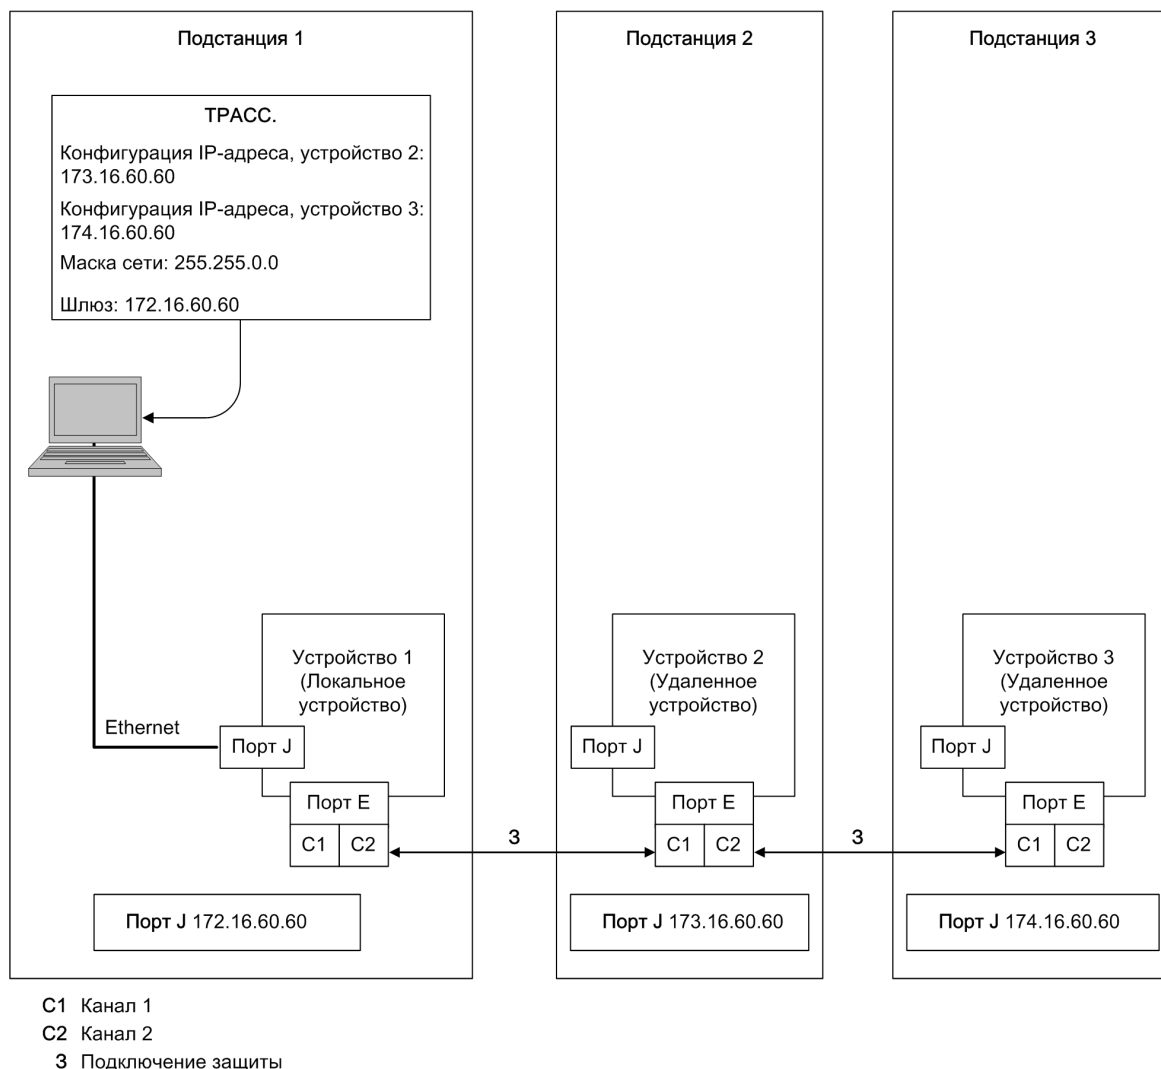 Подстанция 1
Подстанция 2
Подстанция 3
ТРАСС.
Конфигурация IP-адреса, устройство 2:
173.16.60.60
Конфигурация IP-адреса, устройство 3:
174.16.60.60
Маска сети: 255.255.0.0
Шлюз: 172.16.60.60
Ethernet
Устройство 1
(Локальное
устройство)
Порт J
Порт E
C1 C2
Устройство 2
(Удаленное
устройство)
Порт J
Порт E
C1 C2
Устройство 3
(Удаленное
устройство)
Порт J
Порт E
C1 C2
З
З
Порт J 172.16.60.60
Порт J 173.16.60.60
Порт J 174.16.60.60
C1 Канал 1
C2 Канал 2
З Подключение защиты